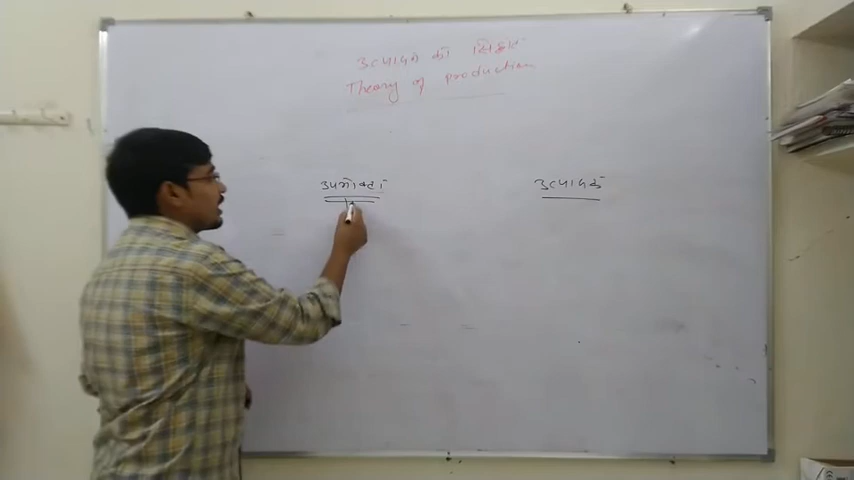 उत्पादन का सिद्धांत
Theory of production
उपभोक्ता
उत्पादक